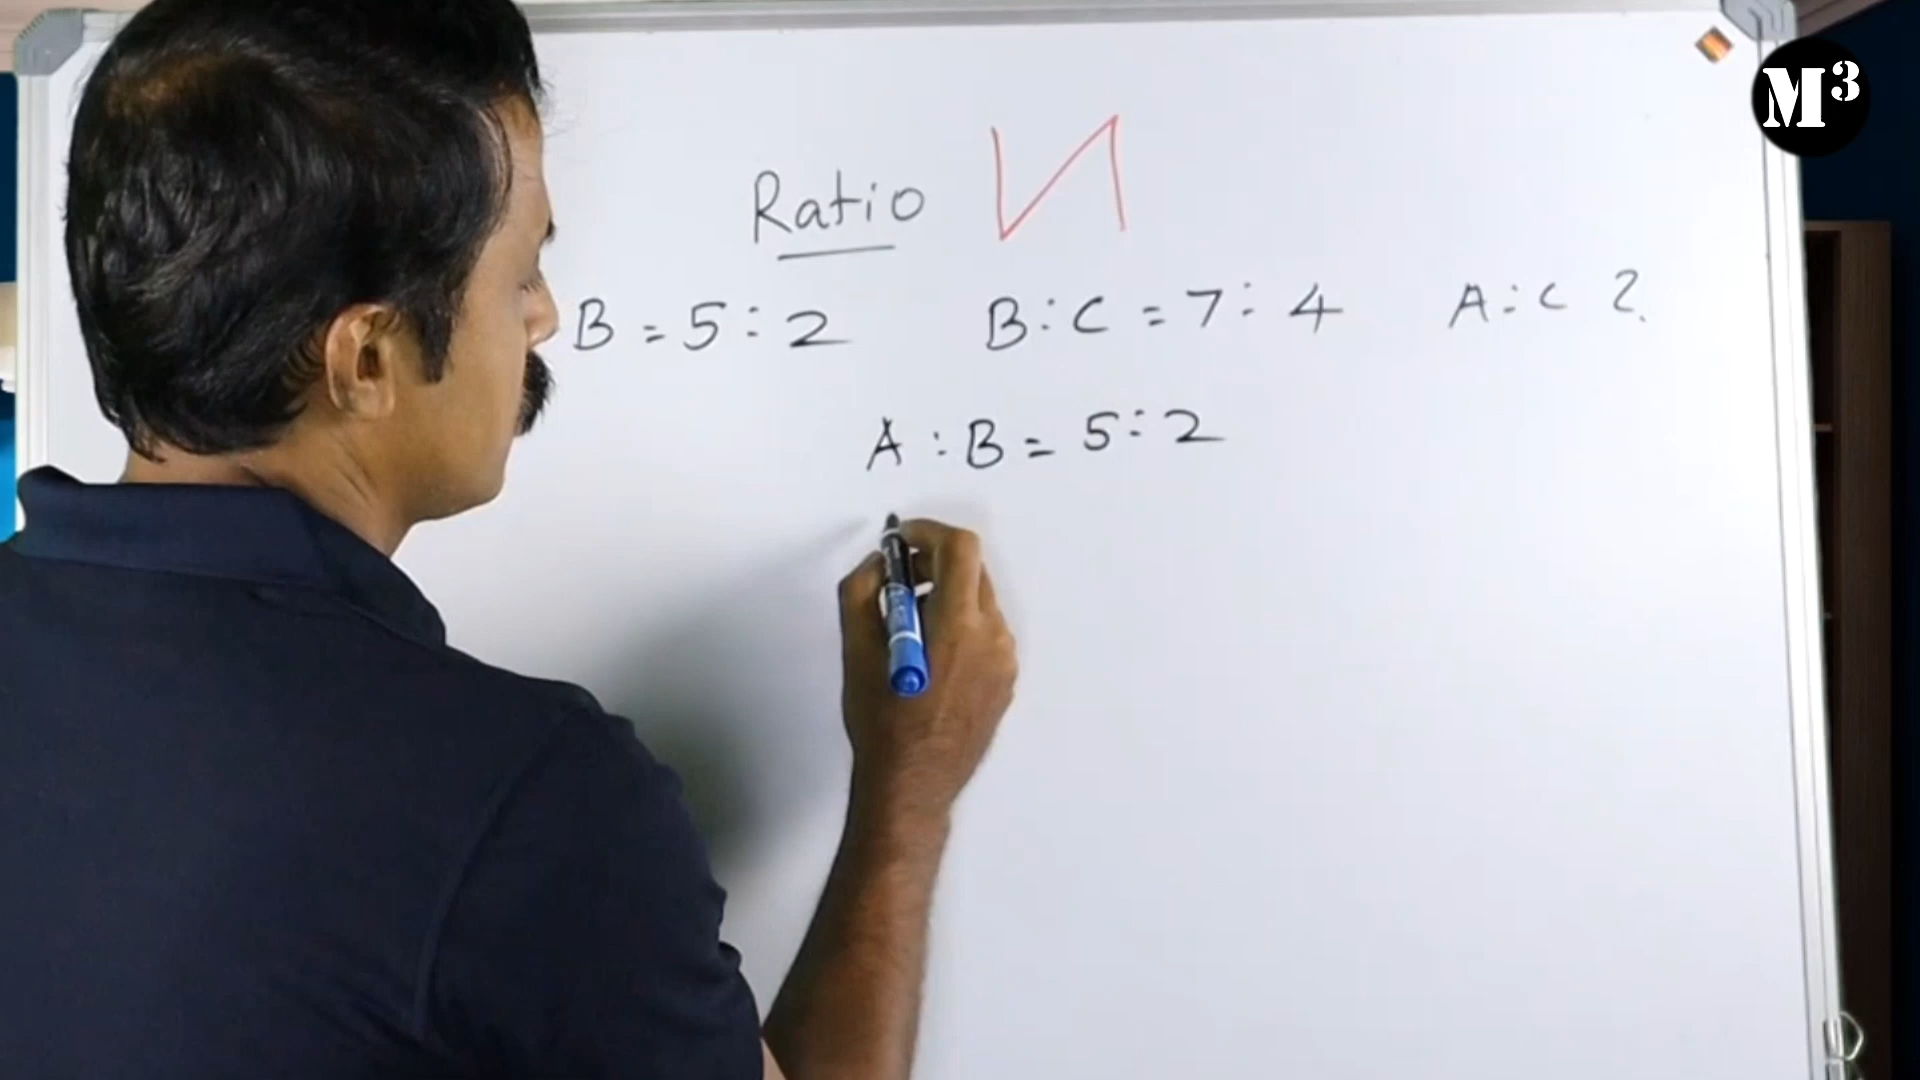 M³
Ratio
B = 5 : 2 B : C = 7 : 4 A : C ?
A : B = 5 : 2